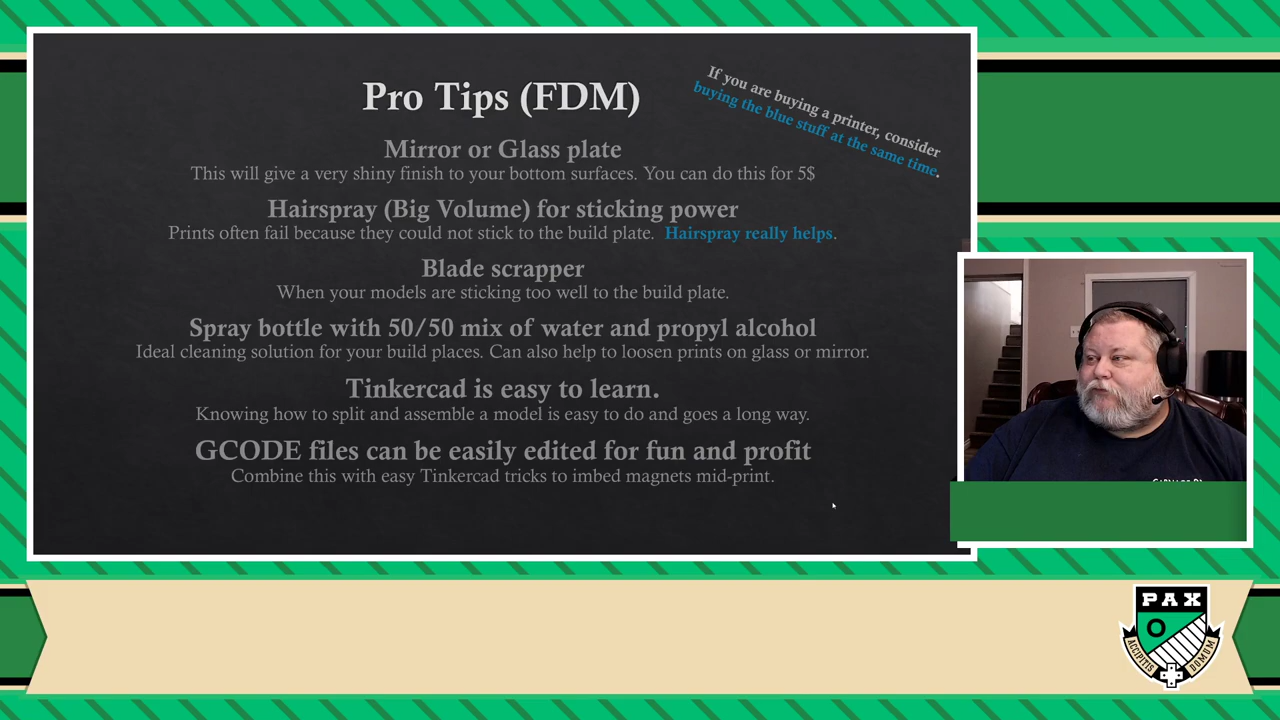 Pro Tips (FDM)
If you are buying a printer, consider
buying the blue stuff at the same time.
Mirror or Glass plate
This will give a very shiny finish to your bottom surfaces. You can do this for 5$
Hairspray (Big Volume) for sticking power
Prints often fail because they could not stick to the build plate. Hairspray really helps.
Blade scrapper
When your models are sticking too well to the build plate.
Spray bottle with 50/50 mix of water and propyl alcohol
Ideal cleaning solution for your build places. Can also help to loosen prints on glass or mirror.
Tinkercad is easy to learn.
Knowing how to split and assemble a model is easy to do and goes a long way.
GCODE files can be easily edited for fun and profit
Combine this with easy Tinkercad tricks to imbed magnets mid-print.
PAX
O
ACCIPITIS DOMUM